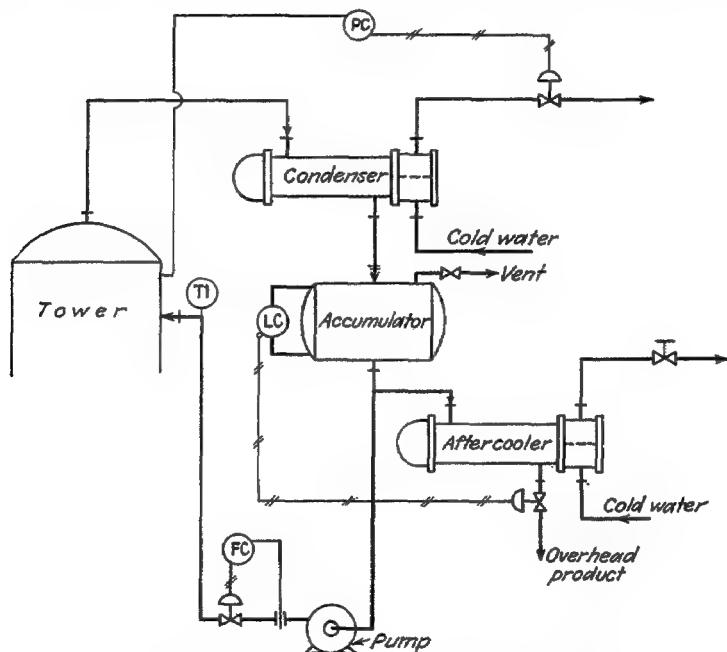 PC
Condenser
Cold water
Vent
TI
Tower
LC
Accumulator
Aftercooler
Cold water
FC
Overhead
product
Pump